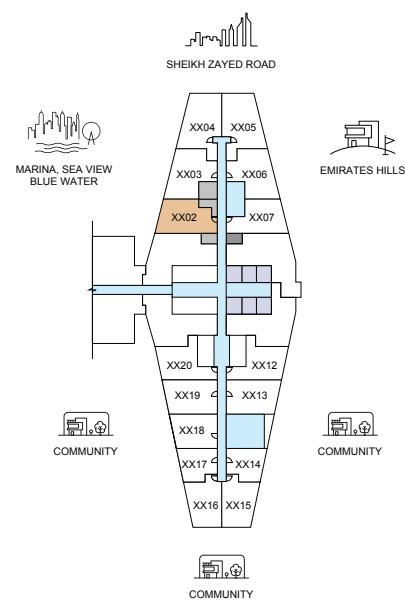 SHEIKH ZAYED ROAD
XX04 XX05
MARINA, SEA VIEW
BLUE WATER
XX03 XX06
EMIRATES HILLS
XX02 XX07
XX20 XX12
XX19 XX13
XX18
COMMUNITY
COMMUNITY
XX17 XX14
XX16 XX15
COMMUNITY